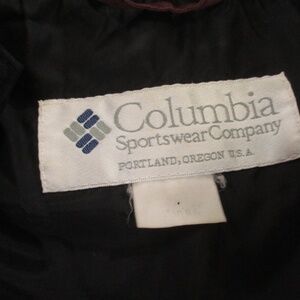 Columbia
Sportswear Company
PORTLAND, OREGON U.S.A.